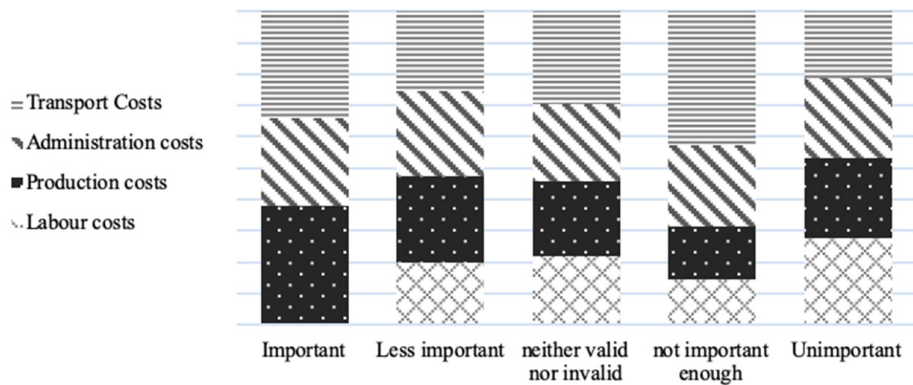 Transport Costs
Administration costs
Production costs
Labour costs
Important
Less important
neither valid
nor invalid
not important
enough
Unimportant